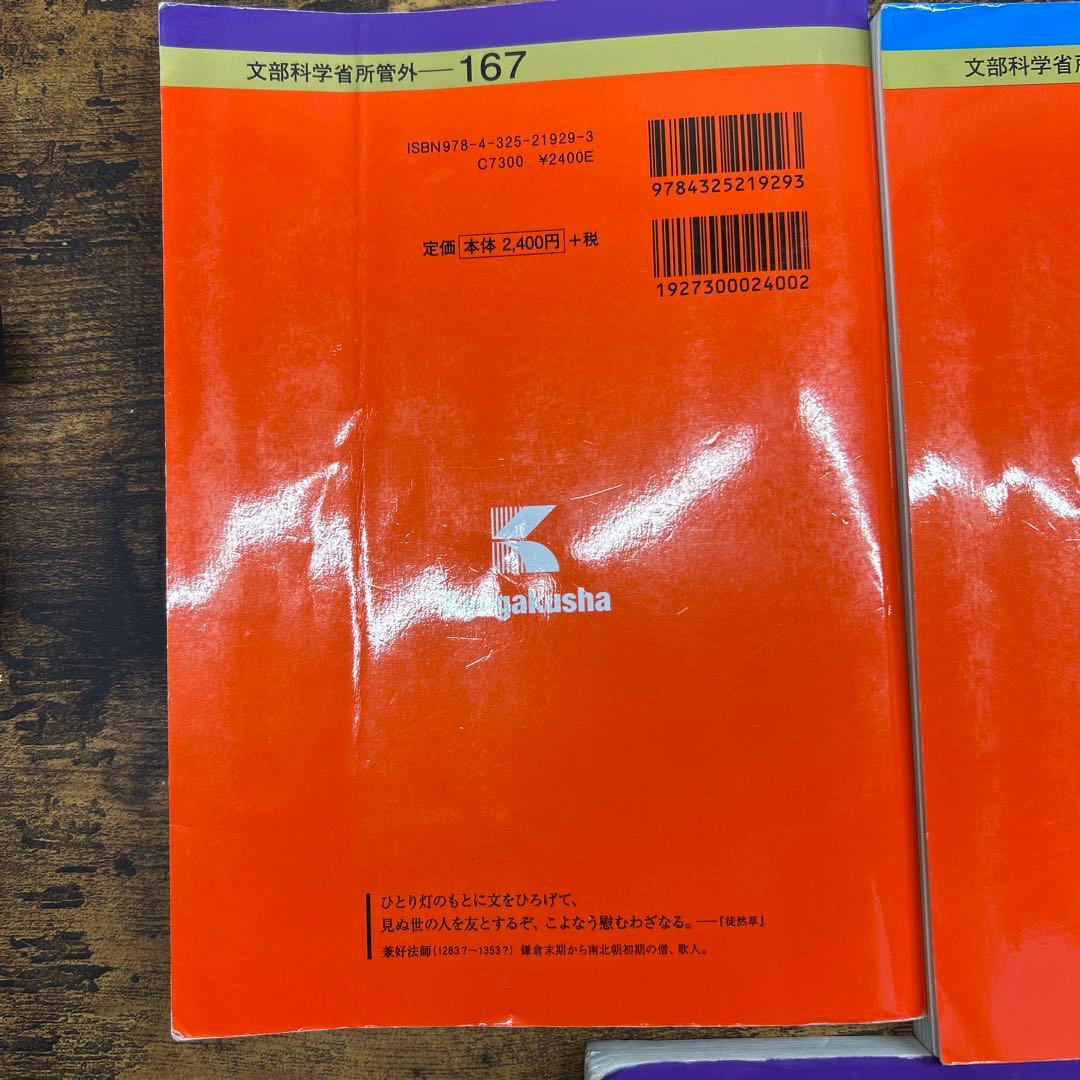 文部科学省所管外—167
ISBN978-4-325-21929-3
C7300 ¥2400E
9784325219293
定価 本体 2,400円 +税
1927300024002
Kyogakusha
ひとり灯のもとに文をひろげて、
見ぬ世の人を友とするぞ、こよなう慰むわざなる。——『徒然草』
兼好法師(1283?〜1353?) 鎌倉末期から南北朝初期の僧、歌人。
文部科学省